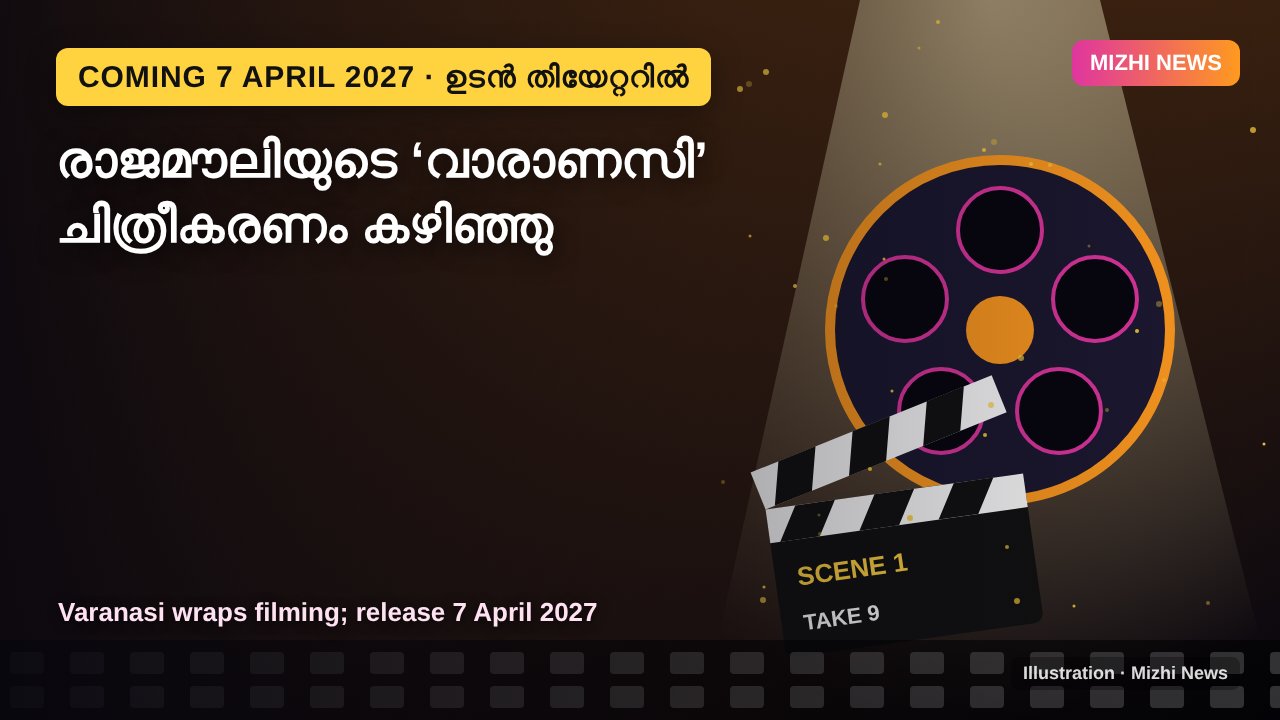 COMING 7 APRIL 2027 · ഉടൻ തിയേറ്ററിൽ
MIZHI NEWS
രാജമൗലിയുടെ ‘വാരാണസി’
ചിത്രീകരണം കഴിഞ്ഞു
SCENE 1
TAKE 9
Varanasi wraps filming; release 7 April 2027
Illustration · Mizhi News